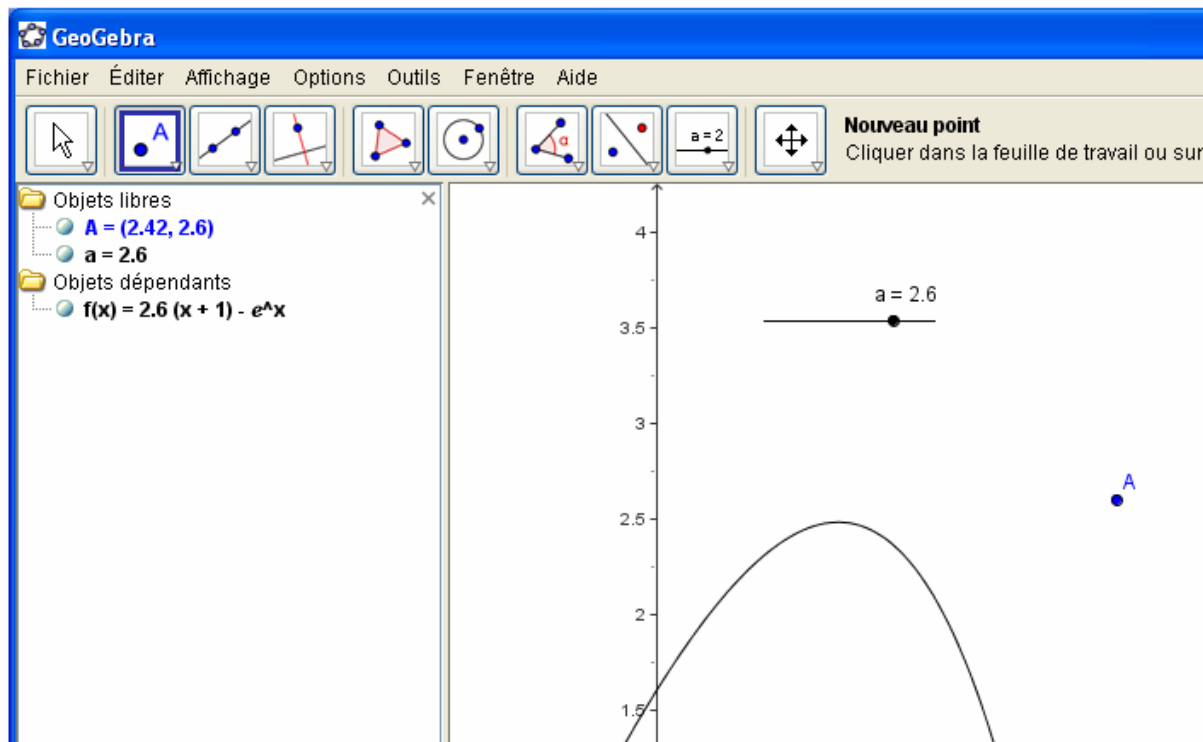 GeoGebra
Fichier Éditer Affichage Options Outils Fenêtre Aide
A
α
a = 2
Nouveau point
Cliquer dans la feuille de travail ou sur
Objets libres
A = (2.42, 2.6)
a = 2.6
Objets dépendants
f(x) = 2.6 (x + 1) - e^x
4
a = 2.6
3.5
3
A
2.5
2
1.5